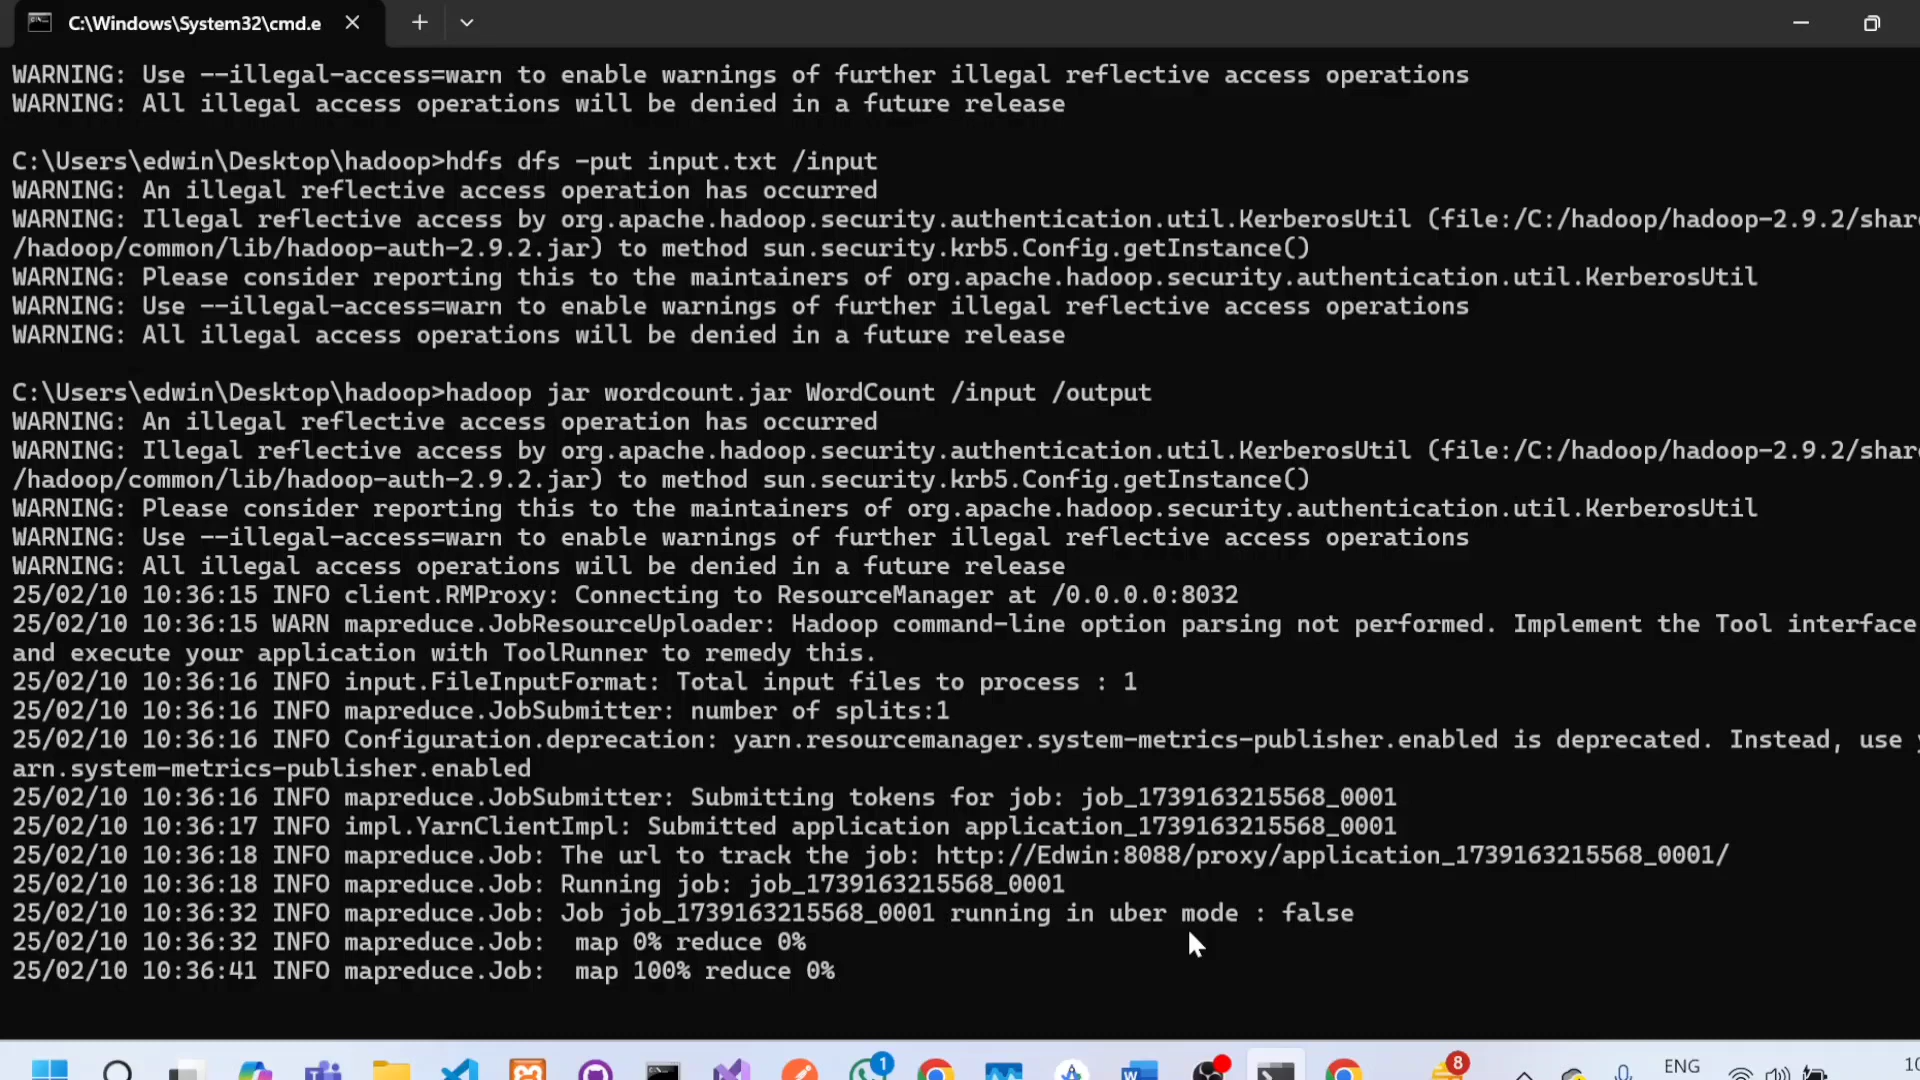 C:\Windows\System32\cmd.e
WARNING: Use --illegal-access=warn to enable warnings of further illegal reflective access operations
WARNING: All illegal access operations will be denied in a future release
C:\Users\edwin\Desktop\hadoop>hdfs dfs -put input.txt /input
WARNING: An illegal reflective access operation has occurred
WARNING: Illegal reflective access by org.apache.hadoop.security.authentication.util.KerberosUtil (file:/C:/hadoop/hadoop-2.9.2/shar
/hadoop/common/lib/hadoop-auth-2.9.2.jar) to method sun.security.krb5.Config.getInstance()
WARNING: Please consider reporting this to the maintainers of org.apache.hadoop.security.authentication.util.KerberosUtil
WARNING: Use --illegal-access=warn to enable warnings of further illegal reflective access operations
WARNING: All illegal access operations will be denied in a future release
C:\Users\edwin\Desktop\hadoop>hadoop jar wordcount.jar WordCount /input /output
WARNING: An illegal reflective access operation has occurred
WARNING: Illegal reflective access by org.apache.hadoop.security.authentication.util.KerberosUtil (file:/C:/hadoop/hadoop-2.9.2/shar
/hadoop/common/lib/hadoop-auth-2.9.2.jar) to method sun.security.krb5.Config.getInstance()
WARNING: Please consider reporting this to the maintainers of org.apache.hadoop.security.authentication.util.KerberosUtil
WARNING: Use --illegal-access=warn to enable warnings of further illegal reflective access operations
WARNING: All illegal access operations will be denied in a future release
25/02/10 10:36:15 INFO client.RMProxy: Connecting to ResourceManager at /0.0.0.0:8032
25/02/10 10:36:15 WARN mapreduce.JobResourceUploader: Hadoop command-line option parsing not performed. Implement the Tool interface
and execute your application with ToolRunner to remedy this.
25/02/10 10:36:16 INFO input.FileInputFormat: Total input files to process : 1
25/02/10 10:36:16 INFO mapreduce.JobSubmitter: number of splits:1
25/02/10 10:36:16 INFO Configuration.deprecation: yarn.resourcemanager.system-metrics-publisher.enabled is deprecated. Instead, use y
arn.system-metrics-publisher.enabled
25/02/10 10:36:16 INFO mapreduce.JobSubmitter: Submitting tokens for job: job_1739163215568_0001
25/02/10 10:36:17 INFO impl.YarnClientImpl: Submitted application application_1739163215568_0001
25/02/10 10:36:18 INFO mapreduce.Job: The url to track the job: http://Edwin:8088/proxy/application_1739163215568_0001/
25/02/10 10:36:18 INFO mapreduce.Job: Running job: job_1739163215568_0001
25/02/10 10:36:32 INFO mapreduce.Job: Job job_1739163215568_0001 running in uber mode : false
25/02/10 10:36:32 INFO mapreduce.Job:  map 0% reduce 0%
25/02/10 10:36:41 INFO mapreduce.Job:  map 100% reduce 0%
1
8
ENG